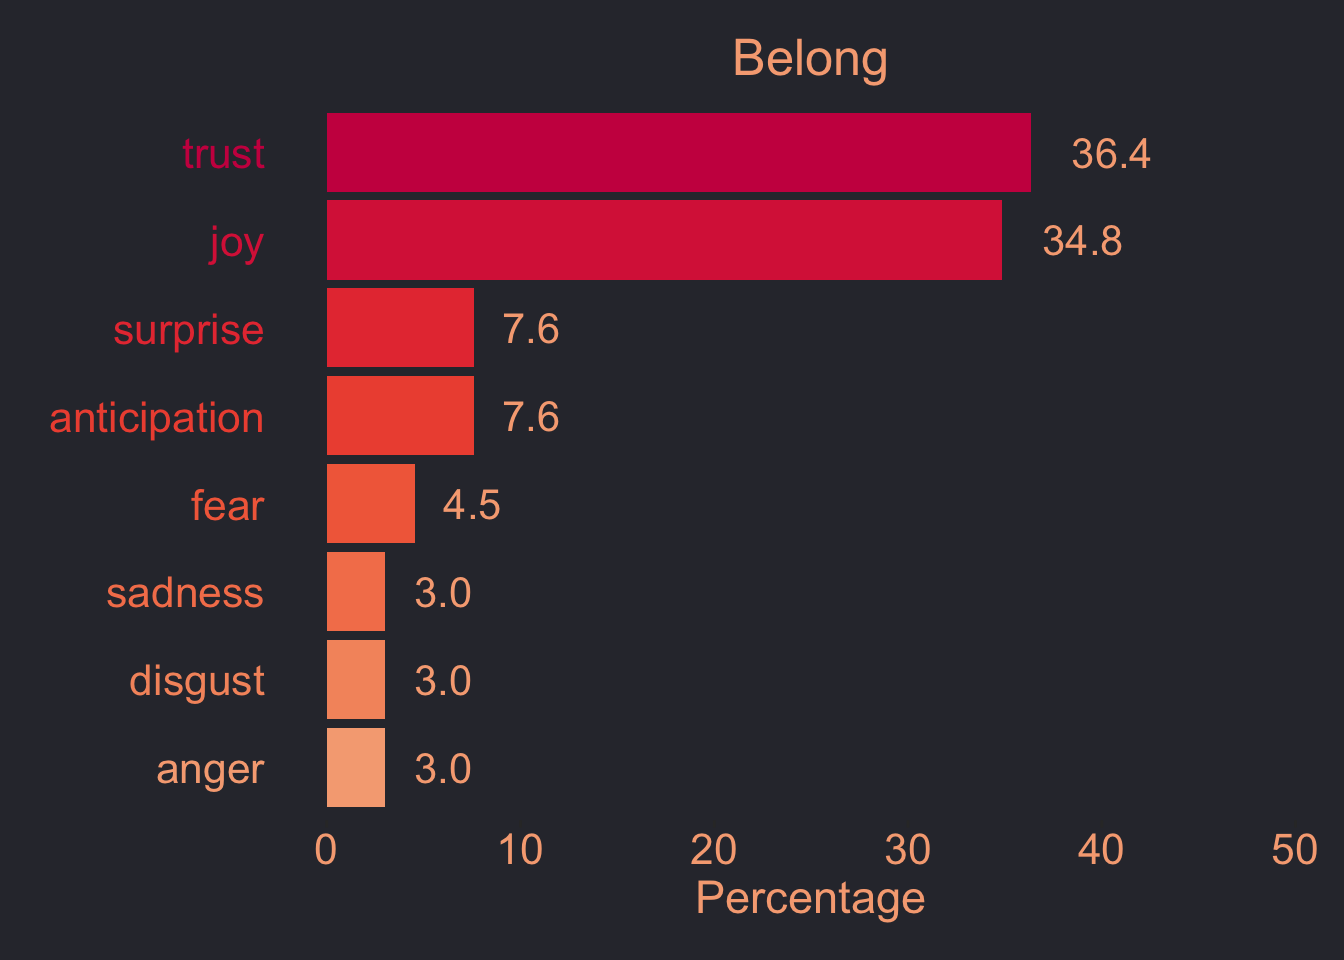 Belong
trust 36.4
joy 34.8
surprise 7.6
anticipation 7.6
fear 4.5
sadness 3.0
disgust 3.0
anger 3.0
0 10 20 30 40 50
Percentage